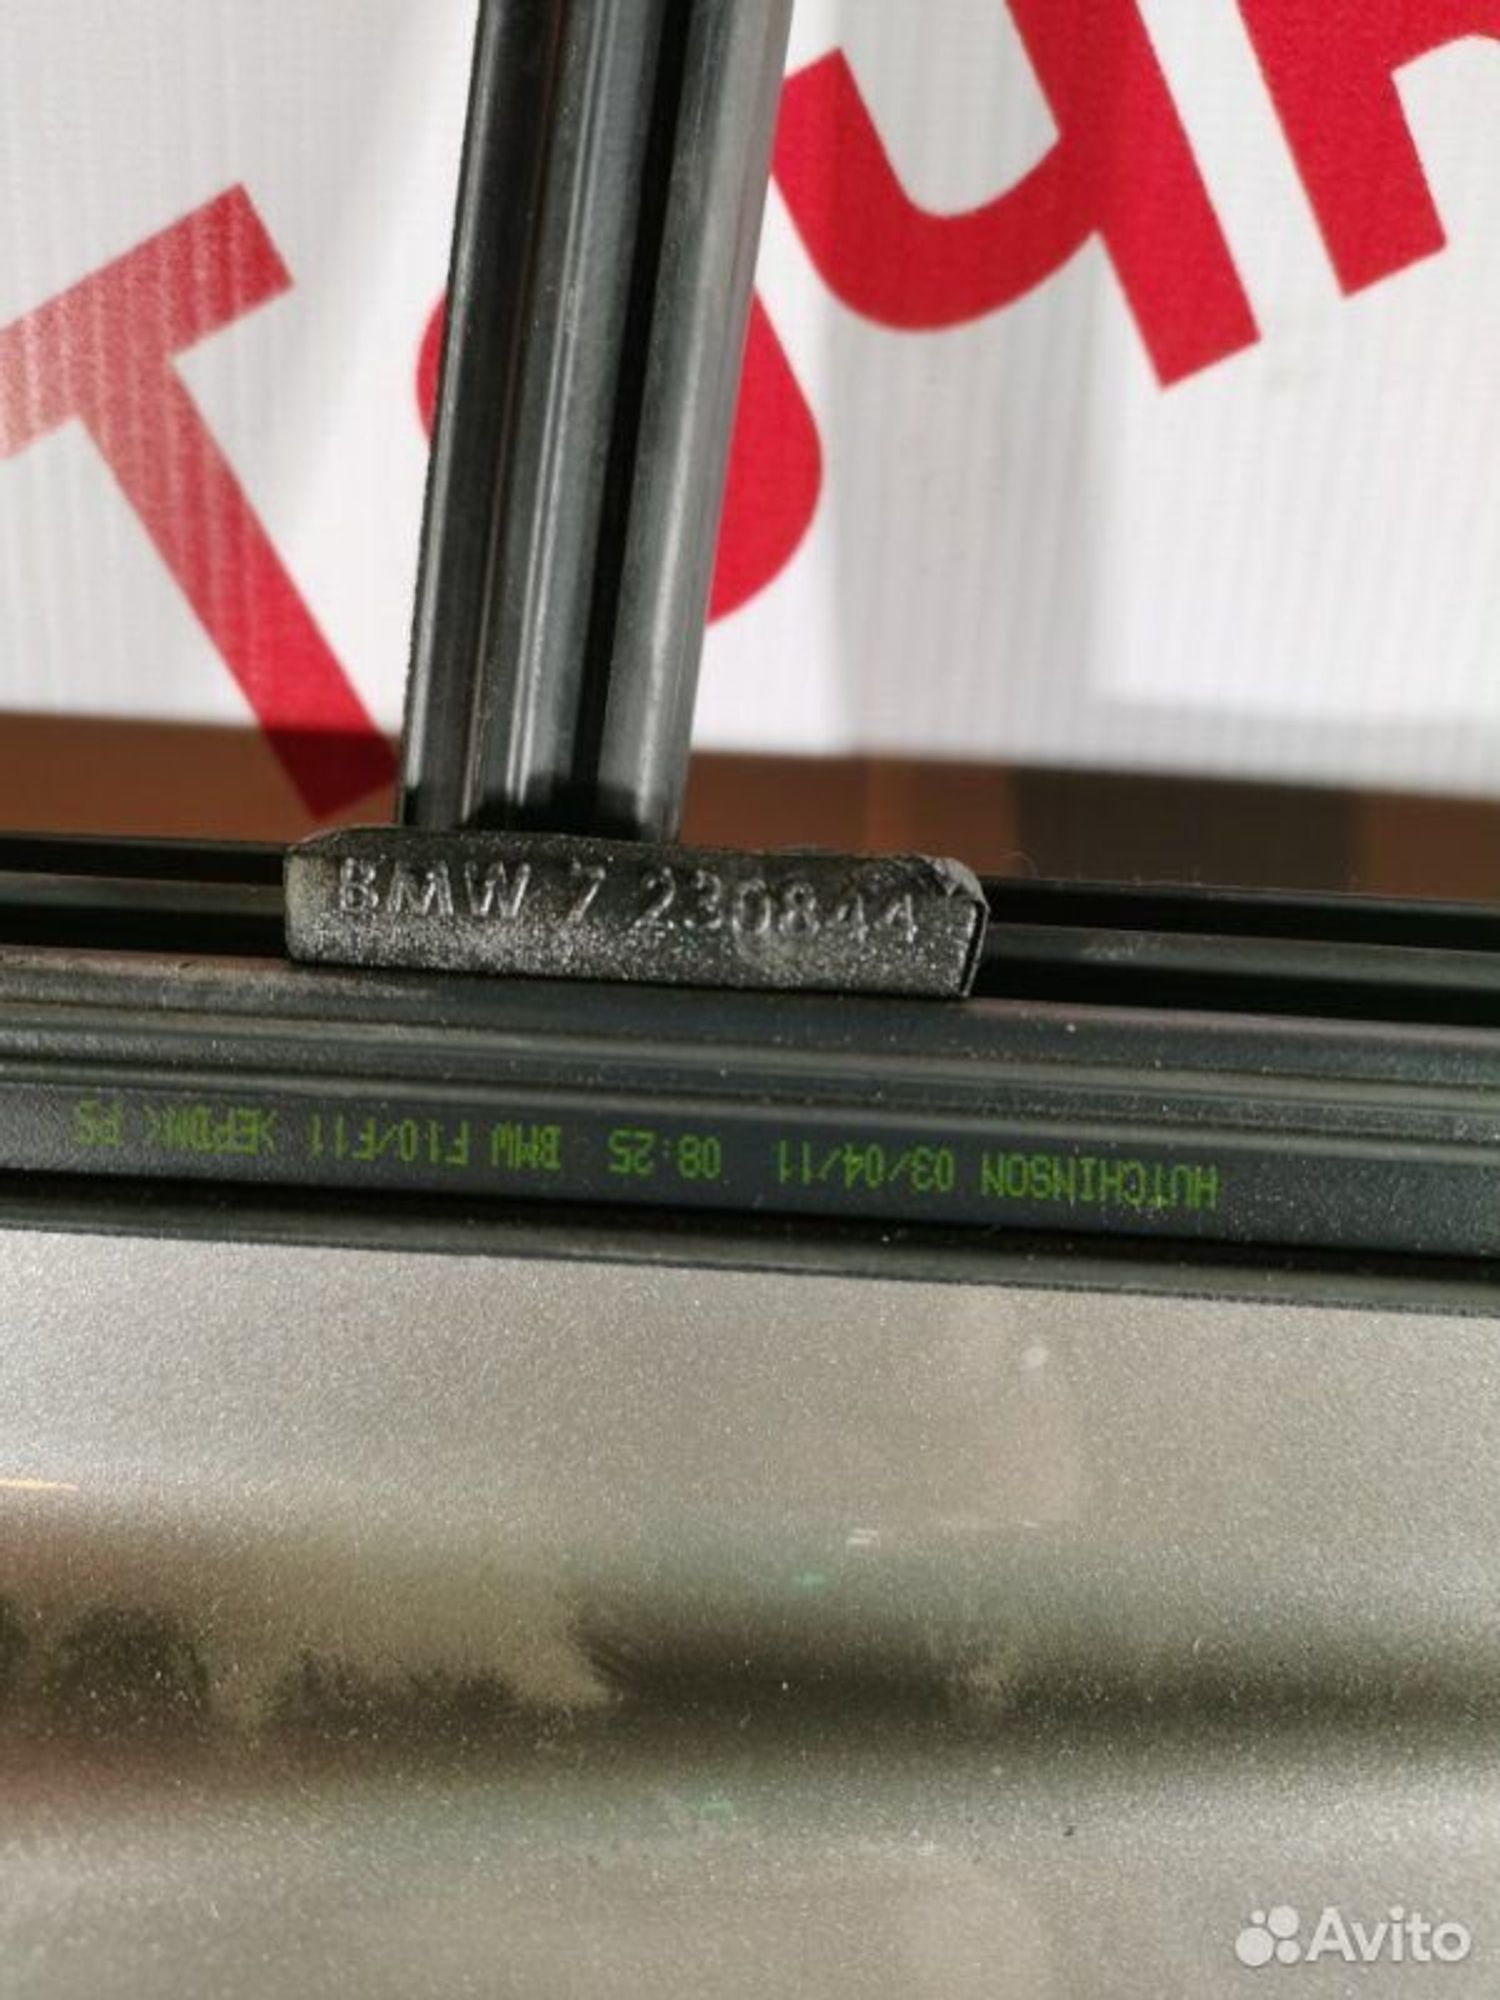 BMW 7 230844
HUTCHINSON 03/04/11 08:25 BMW F10/F11 >EPDM< PS
Avito